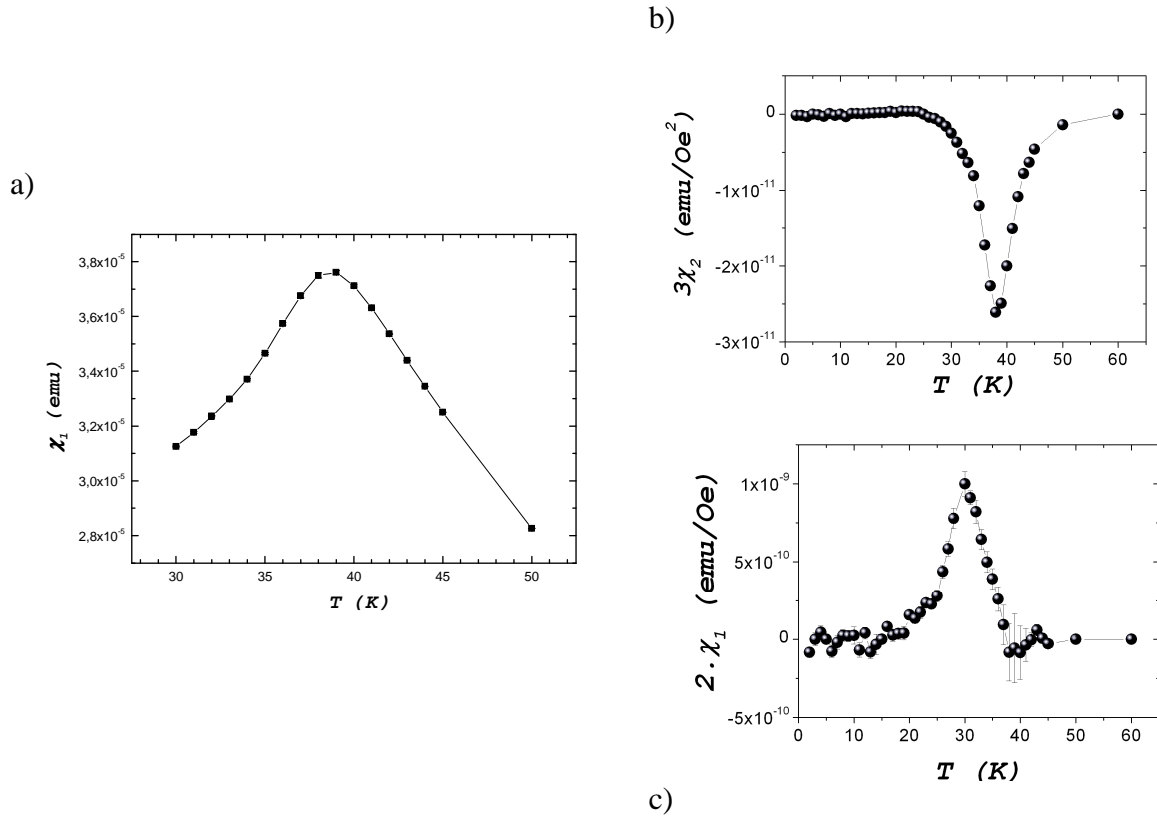 a)
3,8x10⁻⁵
3,6x10⁻⁵
3,4x10⁻⁵
3,2x10⁻⁵
3,0x10⁻⁵
2,8x10⁻⁵
χ₁ (emu)
30 35 40 45 50
T (K)
b)
0
-1x10⁻¹¹
-2x10⁻¹¹
-3x10⁻¹¹
3χ₂ (emu/Oe²)
0 10 20 30 40 50 60
T (K)
1x10⁻⁹
5x10⁻¹⁰
0
-5x10⁻¹⁰
2.χ₁ (emu/Oe)
0 10 20 30 40 50 60
T (K)
c)